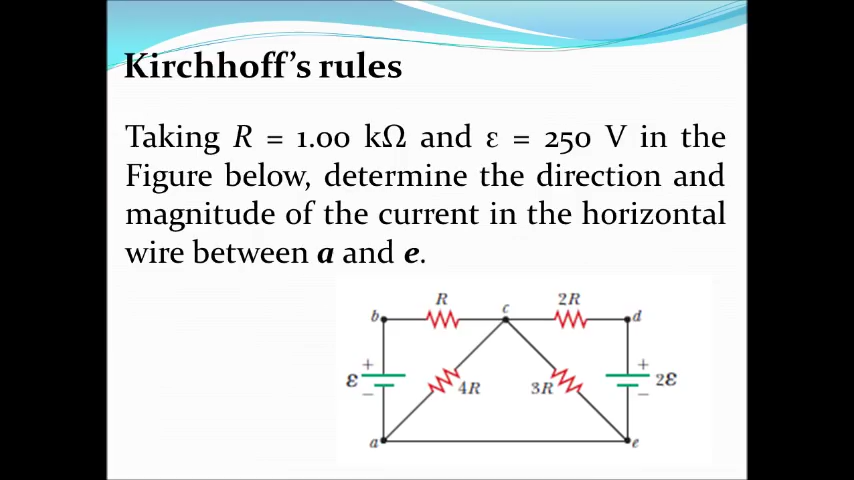 Kirchhoff's rules
Taking R = 1.00 kΩ and ε = 250 V in the
Figure below, determine the direction and
magnitude of the current in the horizontal
wire between a and e.
R
2R
b
c
d
+
+
ε
4R
3R
2ε
−
−
a
e